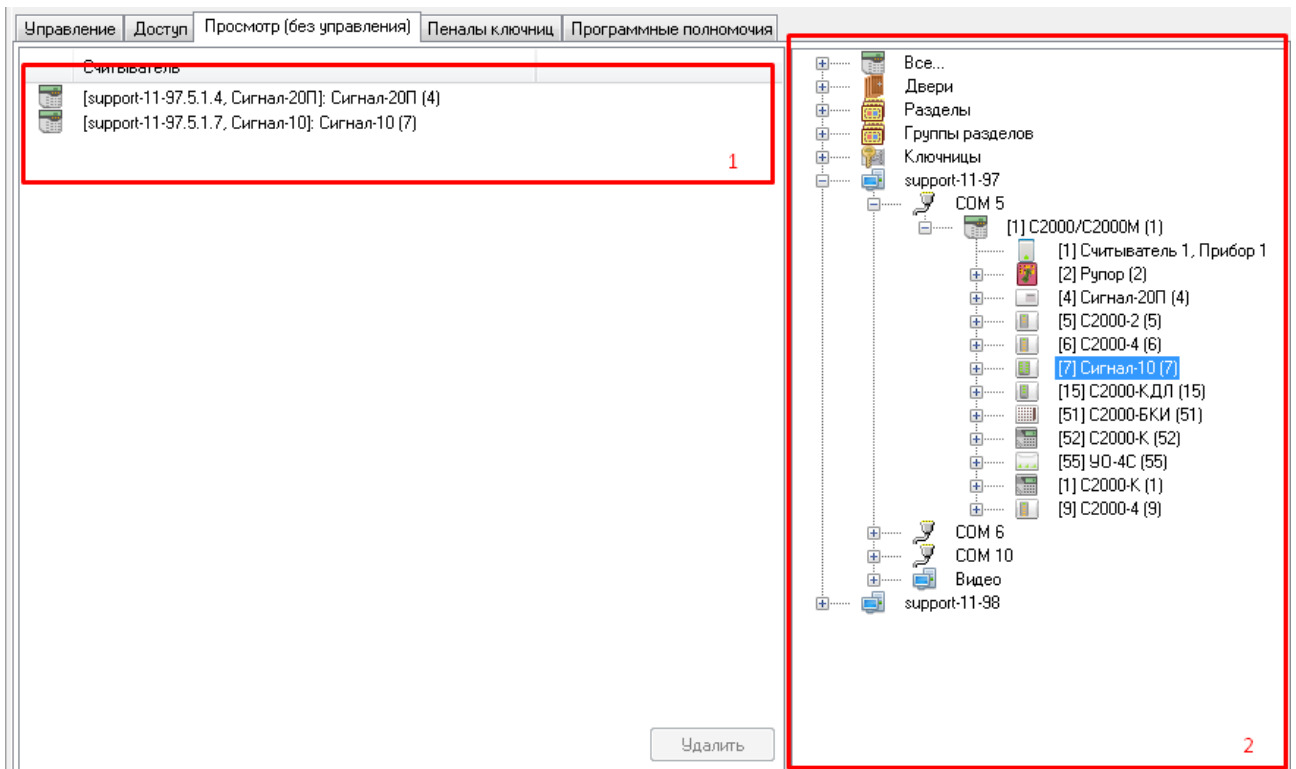 Управление Доступ Просмотр (без управления) Пеналы ключниц Программные полномочия
Считыватель
[support-11-97.5.1.4, Сигнал-20П]: Сигнал-20П (4)
[support-11-97.5.1.7, Сигнал-10]: Сигнал-10 (7)
1
Удалить
Все...
Двери
Разделы
Группы разделов
Ключницы
support-11-97
COM 5
[1] С2000/С2000М (1)
[1] Считыватель 1, Прибор 1
[2] Рупор (2)
[4] Сигнал-20П (4)
[5] С2000-2 (5)
[6] С2000-4 (6)
[7] Сигнал-10 (7)
[15] С2000-КДЛ (15)
[51] С2000-БКИ (51)
[52] С2000-К (52)
[55] УО-4С (55)
[1] С2000-К (1)
[9] С2000-4 (9)
COM 6
COM 10
Видео
support-11-98
2